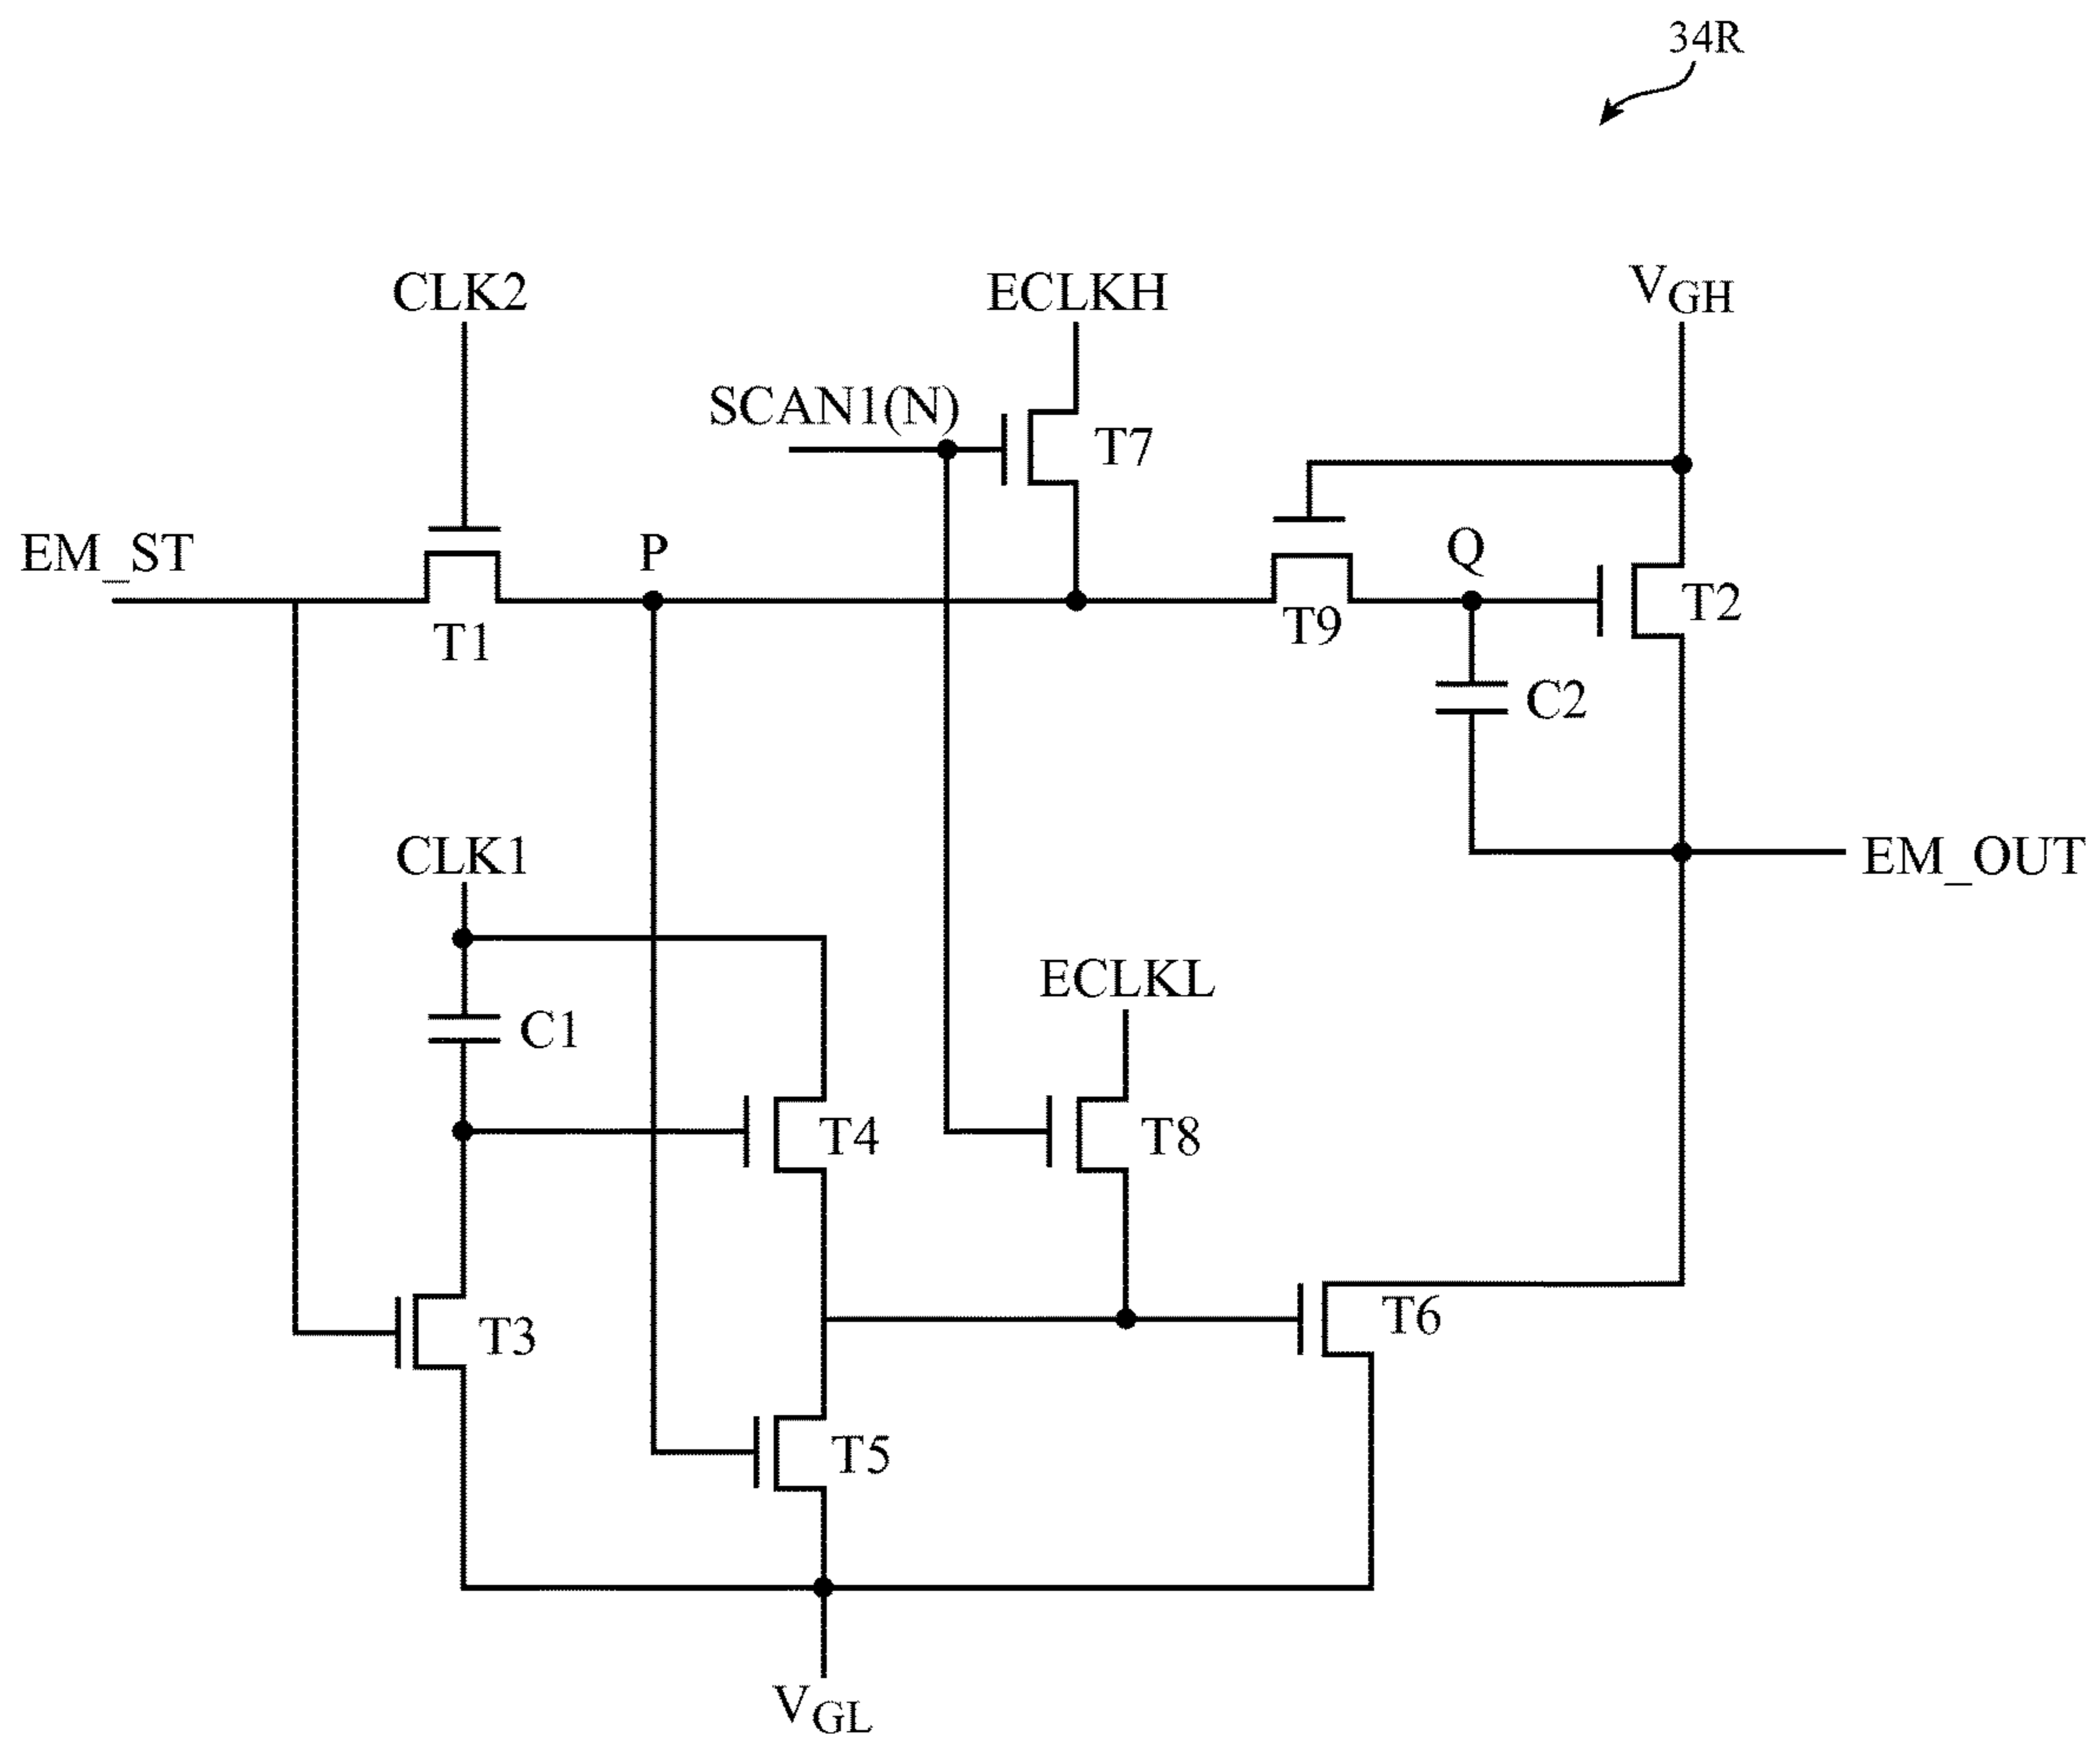 34R
CLK2
ECLKH
VGH
SCAN1(N)
T7
EM_ST
P
Q
T2
T1
T9
C2
CLK1
EM_OUT
ECLKL
C1
T4
T8
T3
T6
T5
VGL